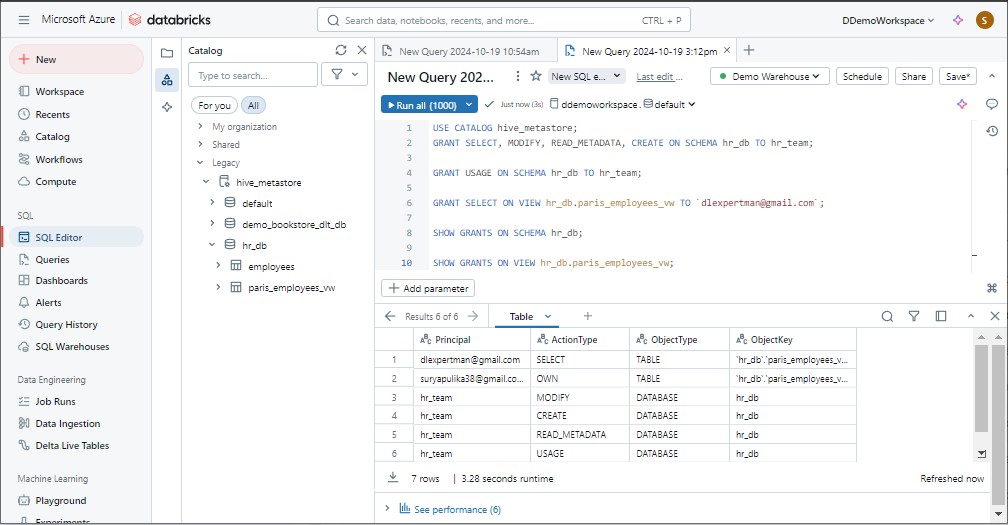 Microsoft Azure databricks Search data, notebooks, recents, and more... CTRL + P DDemoWorkspace S
New
Workspace
Recents
Catalog
Workflows
Compute
SQL
SQL Editor
Queries
Dashboards
Alerts
Query History
SQL Warehouses
Data Engineering
Job Runs
Data Ingestion
Delta Live Tables
Machine Learning
Playground
Experiments
Catalog
Type to search...
For you All
My organization
Shared
Legacy
hive_metastore
default
demo_bookstore_dlt_db
hr_db
employees
paris_employees_vw
New Query 2024-10-19 10:54am New Query 2024-10-19 3:12pm
New Query 202... New SQL e... Last edit ... Demo Warehouse Schedule Share Save*
Run all (1000) Just now (3s) ddemoworkspace. default
1 USE CATALOG hive_metastore;
2 GRANT SELECT, MODIFY, READ_METADATA, CREATE ON SCHEMA hr_db TO hr_team;
3
4 GRANT USAGE ON SCHEMA hr_db TO hr_team;
5
6 GRANT SELECT ON VIEW hr_db.paris_employees_vw TO `dlexpertman@gmail.com`;
7
8 SHOW GRANTS ON SCHEMA hr_db;
9
10 SHOW GRANTS ON VIEW hr_db.paris_employees_vw;
Add parameter
Results 6 of 6 Table
Principal ActionType ObjectType ObjectKey
1 dlexpertman@gmail.com SELECT TABLE `hr_db`.`paris_employees_v...
2 suryapulika38@gmail.co... OWN TABLE `hr_db`.`paris_employees_v...
3 hr_team MODIFY DATABASE hr_db
4 hr_team CREATE DATABASE hr_db
5 hr_team READ_METADATA DATABASE hr_db
6 hr_team USAGE DATABASE hr_db
7 rows | 3.28 seconds runtime Refreshed now
See performance (6)